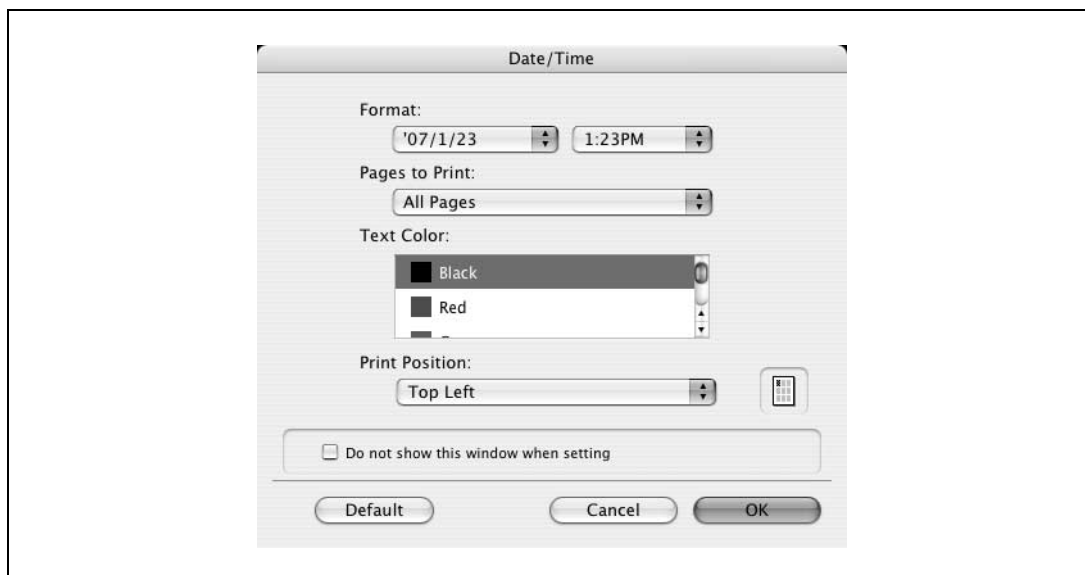 Date/Time
Format:
'07/1/23 1:23PM
Pages to Print:
All Pages
Text Color:
Black
Red
Print Position:
Top Left
Do not show this window when setting
Default Cancel OK